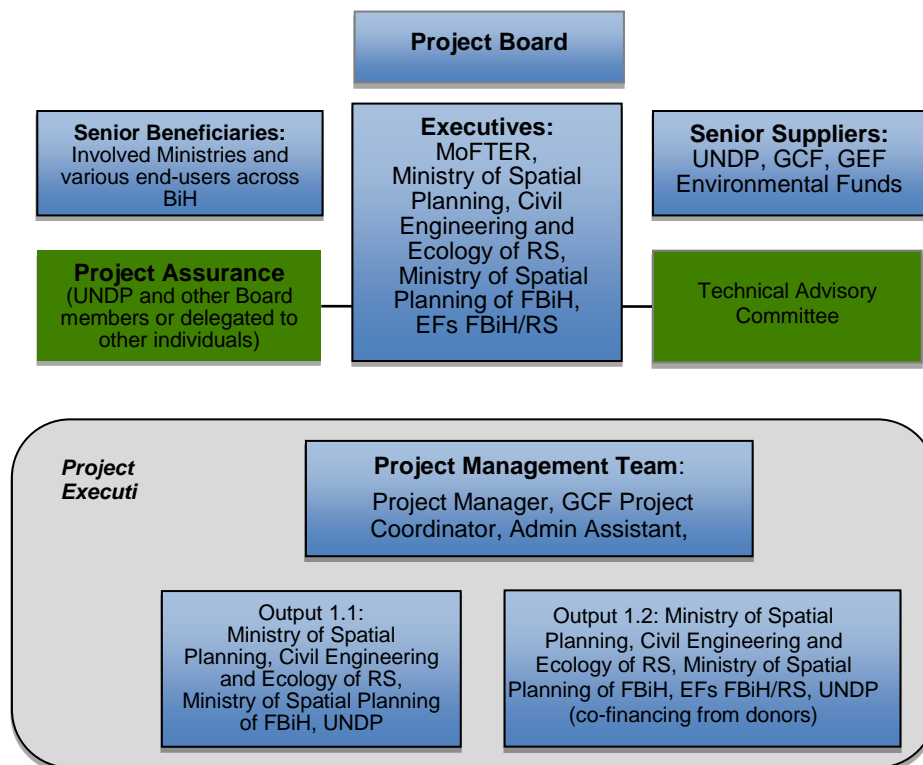 Project Board
Senior Beneficiaries:
Involved Ministries and
various end-users across
BiH
Executives:
MoFTER,
Ministry of Spatial
Planning, Civil
Engineering and
Ecology of RS,
Ministry of Spatial
Planning of FBiH,
EFs FBiH/RS
Senior Suppliers:
UNDP, GCF, GEF
Environmental Funds
Project Assurance
(UNDP and other Board
members or delegated to
other individuals)
Technical Advisory
Committee
Project
Executi
Project Management Team:
Project Manager, GCF Project
Coordinator, Admin Assistant,
Output 1.1:
Ministry of Spatial
Planning, Civil Engineering
and Ecology of RS,
Ministry of Spatial Planning
of FBiH, UNDP
Output 1.2: Ministry of Spatial
Planning, Civil Engineering and
Ecology of RS, Ministry of Spatial
Planning of FBiH, EFs FBiH/RS, UNDP
(co-financing from donors)